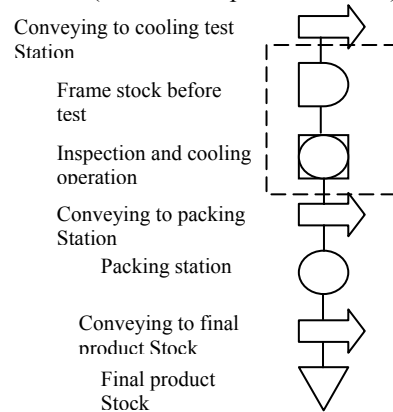 Conveying to cooling test
Station
Frame stock before
test
Inspection and cooling
operation
Conveying to packing
Station
Packing station
Conveying to final
product Stock
Final product
Stock